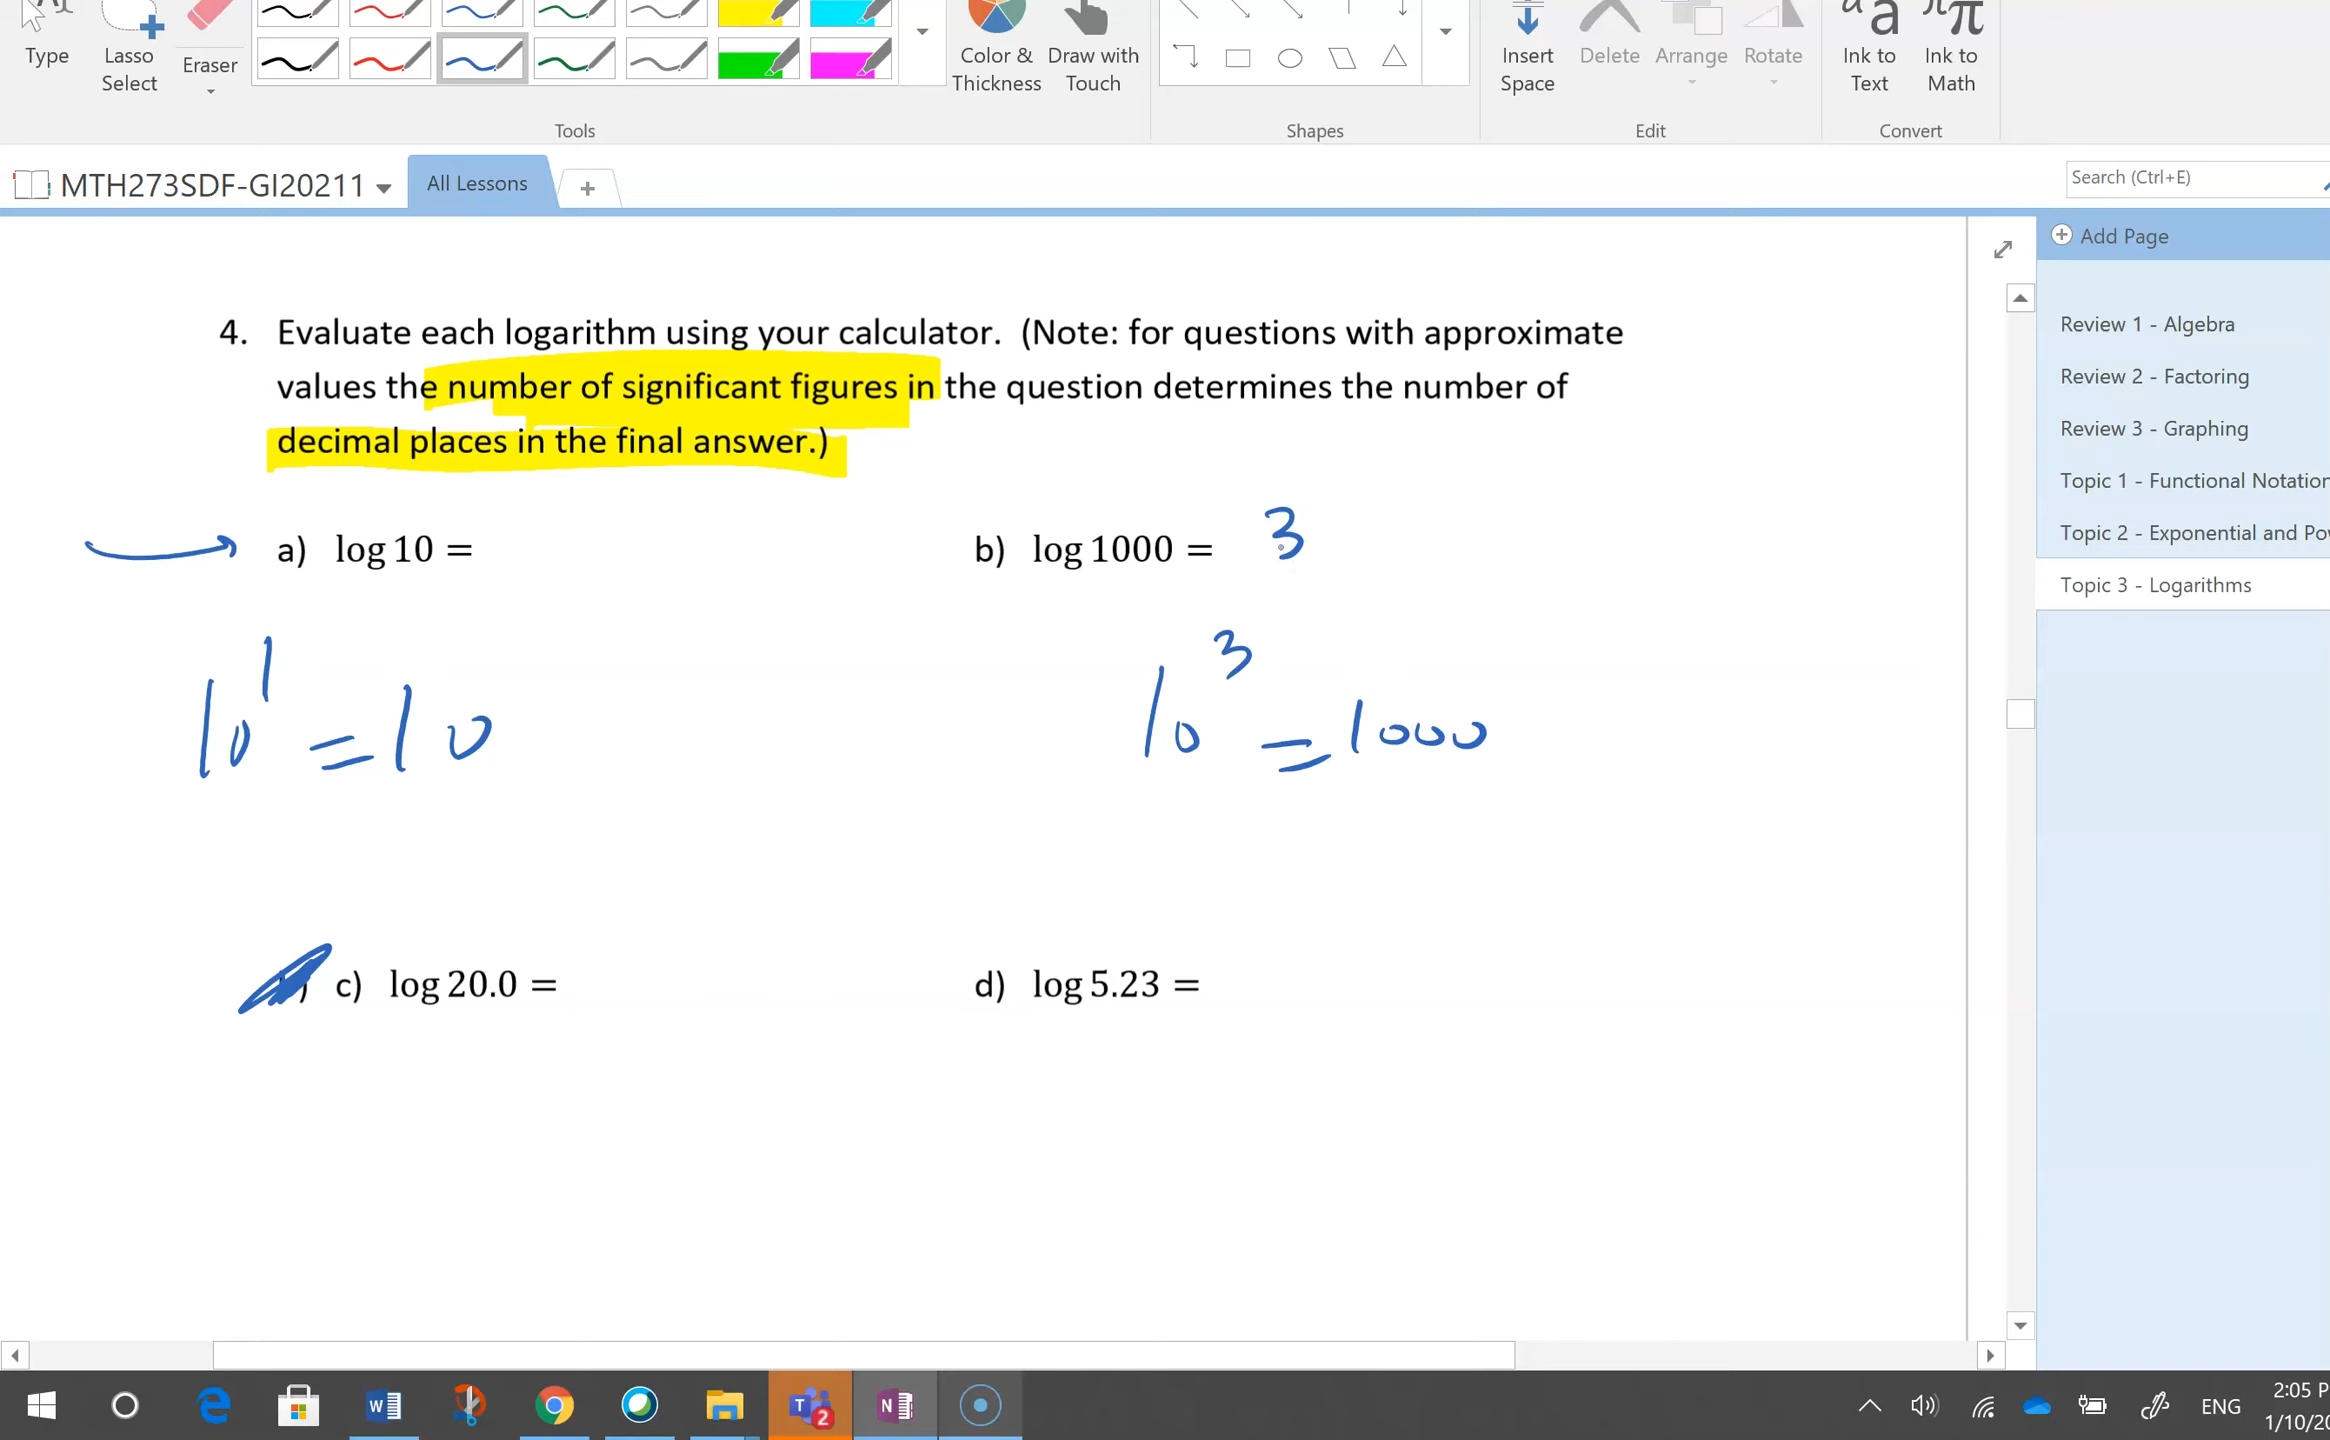 Type
Lasso Select
Eraser
Color & Thickness
Draw with Touch
Insert Space
Delete
Arrange
Rotate
Ink to Text
Ink to Math
Tools
Shapes
Edit
Convert
MTH273SDF-GI20211
All Lessons
Search (Ctrl+E)
Add Page
Review 1 - Algebra
Review 2 - Factoring
Review 3 - Graphing
Topic 1 - Functional Notation
Topic 2 - Exponential and Po
Topic 3 - Logarithms
4. Evaluate each logarithm using your calculator. (Note: for questions with approximate
values the number of significant figures in the question determines the number of
decimal places in the final answer.)
a) log 10 =
b) log 1000 = 3
10¹ = 10
10³ = 1000
c) log 20.0 =
d) log 5.23 =
2
ENG
2:05 P
1/10/20